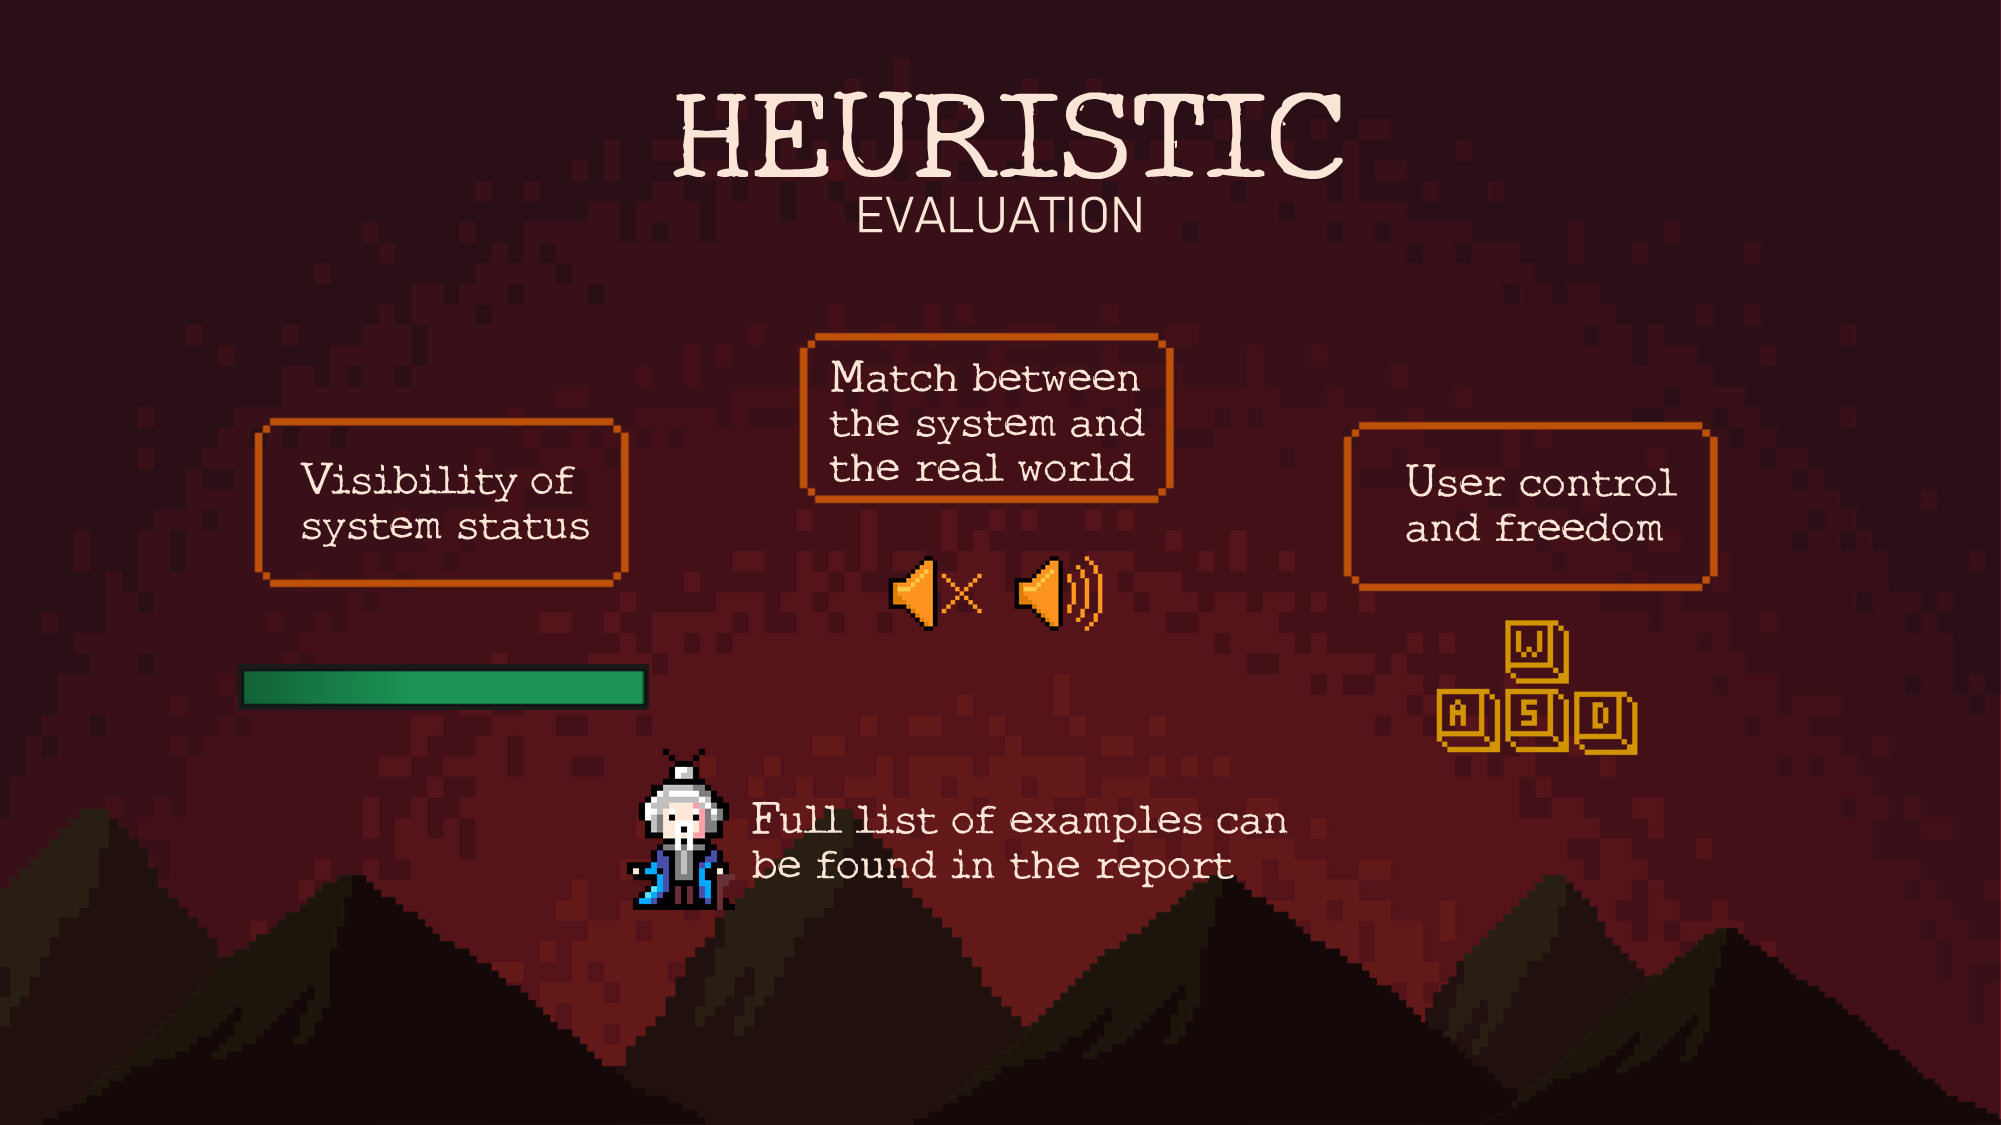 HEURISTIC
EVALUATION
Visibility of
system status
Match between
the system and
the real world
User control
and freedom
W
A S D
Full list of examples can
be found in the report